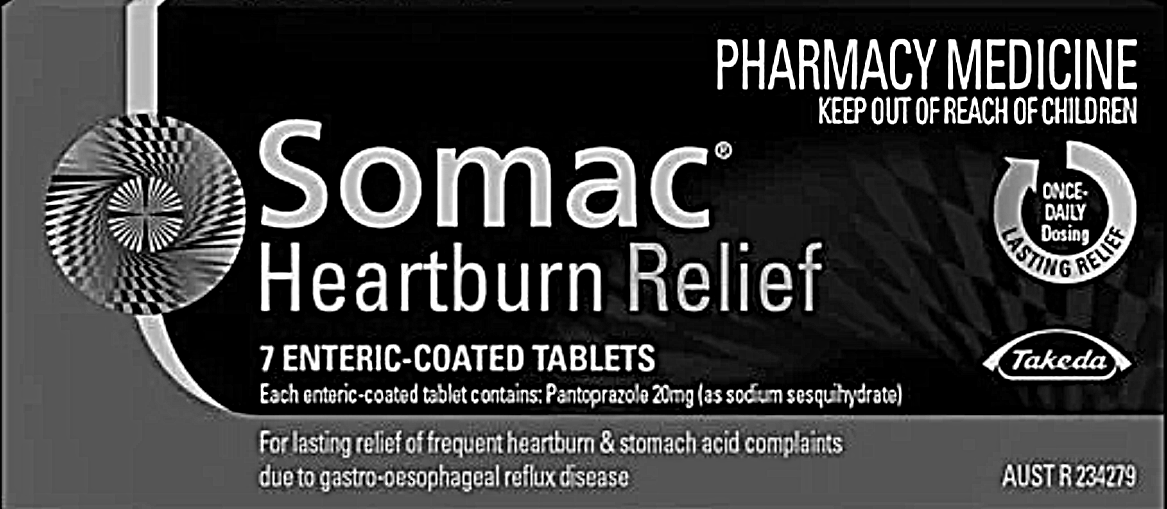 PHARMACY MEDICINE
KEEP OUT OF REACH OF CHILDREN
Somac®
Heartburn Relief
ONCE-
DAILY
Dosing
LASTING RELIEF
7 ENTERIC-COATED TABLETS
Each enteric-coated tablet contains: Pantoprazole 20mg (as sodium sesquihydrate)
Takeda
For lasting relief of frequent heartburn & stomach acid complaints
due to gastro-oesophageal reflux disease
AUST R 234279